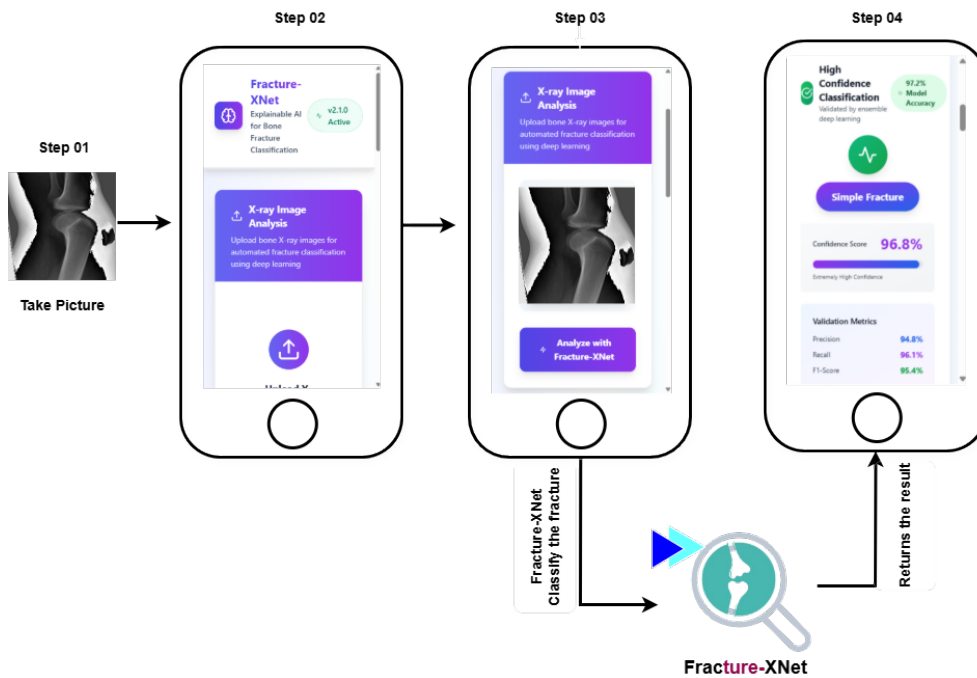 Step 01
Take Picture
Step 02
Fracture-
XNet
Explainable AI
for Bone
Fracture
Classification
v2.1.0
Active
X-ray Image
Analysis
Upload bone X-ray images for
automated fracture classification
using deep learning
Step 03
X-ray Image
Analysis
Upload bone X-ray images for
automated fracture classification
using deep learning
Analyze with
Fracture-XNet
Step 04
High
Confidence
Classification
Validated by ensemble
deep learning
97.2%
Model
Accuracy
Simple Fracture
Confidence Score 96.8%
Extremely High Confidence
Validation Metrics
Precision 94.8%
Recall 96.1%
F1-Score 95.4%
Fracture-XNet
Classify the fracture
Returns the result
Fracture-XNet